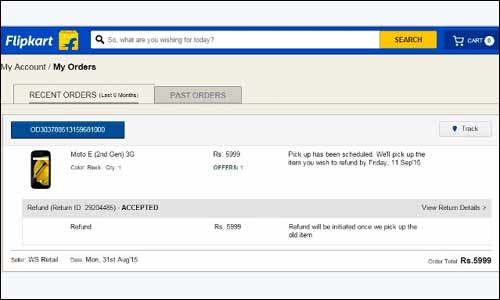 Flipkart
So, what are you wishing for today?
SEARCH
CART 0
My Account / My Orders
RECENT ORDERS (Last 6 Months)
PAST ORDERS
OD303788513159681000
Track
Moto E (2nd Gen) 3G
Rs. 5999
Pick up has been scheduled. We'll pick up the
item you wish to refund by Friday, 11 Sep'15
Color: Black Qty: 1
OFFERS: 1
Refund (Return ID: 29204485) - ACCEPTED
View Return Details >
Refund
Rs. 5999
Refund will be initiated once we pick up the
old item
Seller: WS Retail
Date: Mon, 31st Aug'15
Order Total: Rs.5999